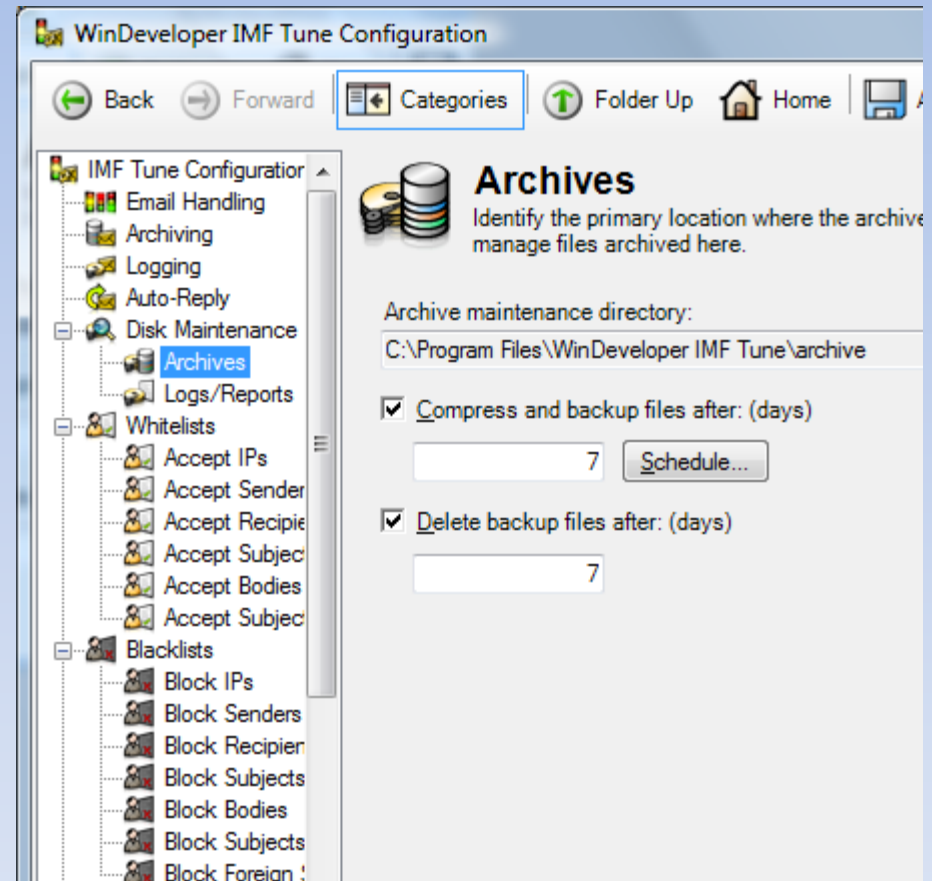 WinDeveloper IMF Tune Configuration
Back Forward Categories Folder Up Home
IMF Tune Configuration
Email Handling
Archiving
Logging
Auto-Reply
Disk Maintenance
Archives
Logs/Reports
Whitelists
Accept IPs
Accept Sender
Accept Recipie
Accept Subjec
Accept Bodies
Accept Subjec
Blacklists
Block IPs
Block Senders
Block Recipien
Block Subjects
Block Bodies
Block Subjects
Block Foreign
Archives
Identify the primary location where the archive
manage files archived here.
Archive maintenance directory:
C:\Program Files\WinDeveloper IMF Tune\archive
Compress and backup files after: (days)
7 Schedule...
Delete backup files after: (days)
7